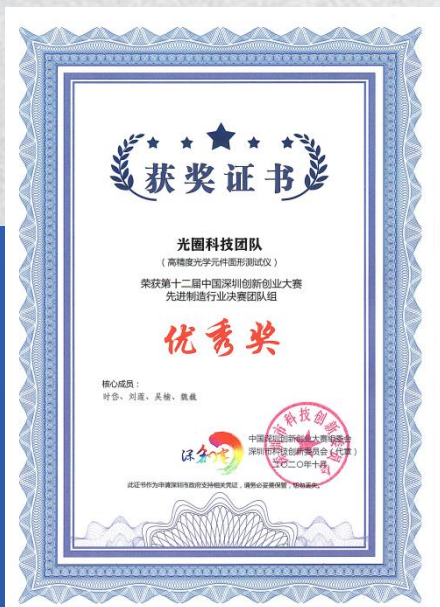 获奖证书
光圈科技团队
（高精度光学元件面形测试仪）
荣获第十二届中国深圳创新创业大赛
先进制造行业决赛团队组
优秀奖
核心成员：
时岱、刘霞、吴榆、魏巍
中国深圳创新创业大赛组委会
深圳市科技创新委员会（代章）
二〇二〇年十月
此证书作为申请深圳市政府支持相关凭证，请务必妥善保管，切勿丢失。